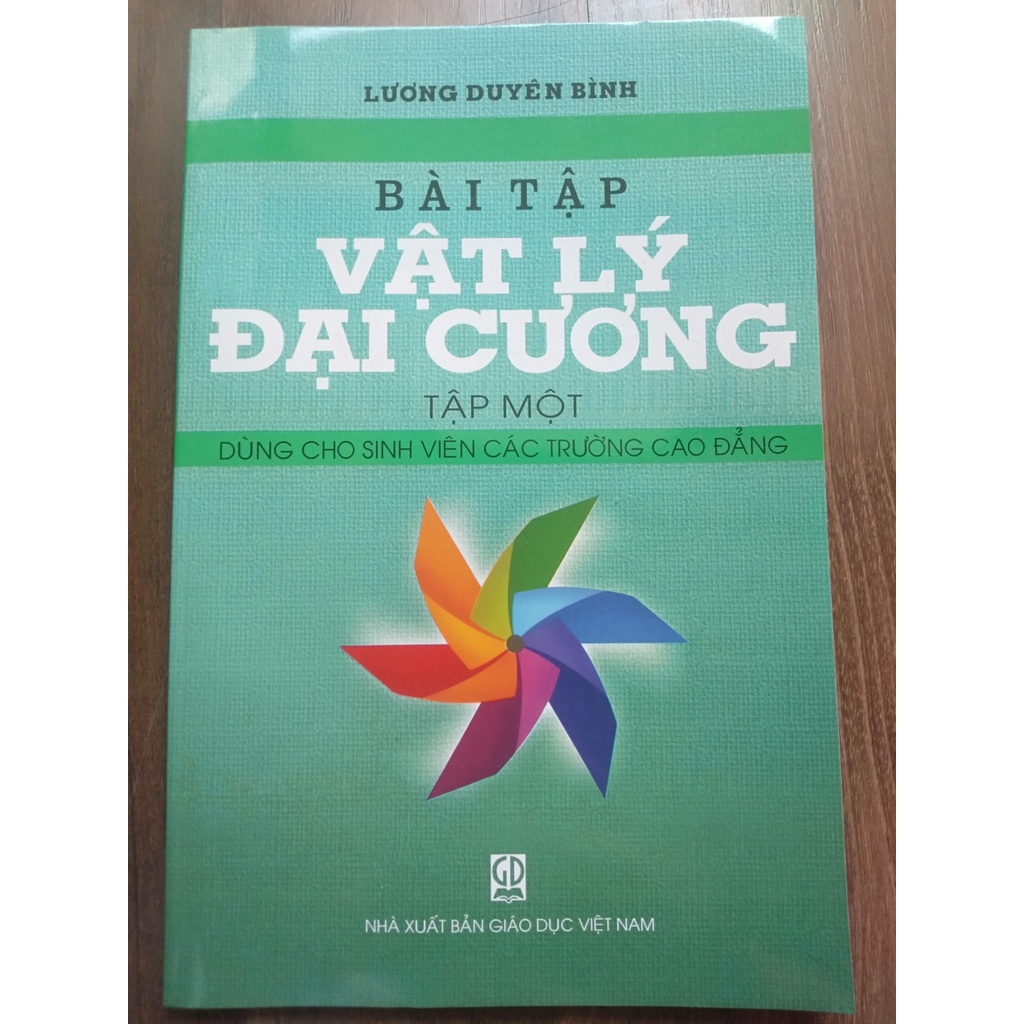 LƯƠNG DUYÊN BÌNH
BÀI TẬP
VẬT LÝ
ĐẠI CƯƠNG
TẬP MỘT
DÙNG CHO SINH VIÊN CÁC TRƯỜNG CAO ĐẲNG
GD
NHÀ XUẤT BẢN GIÁO DỤC VIỆT NAM